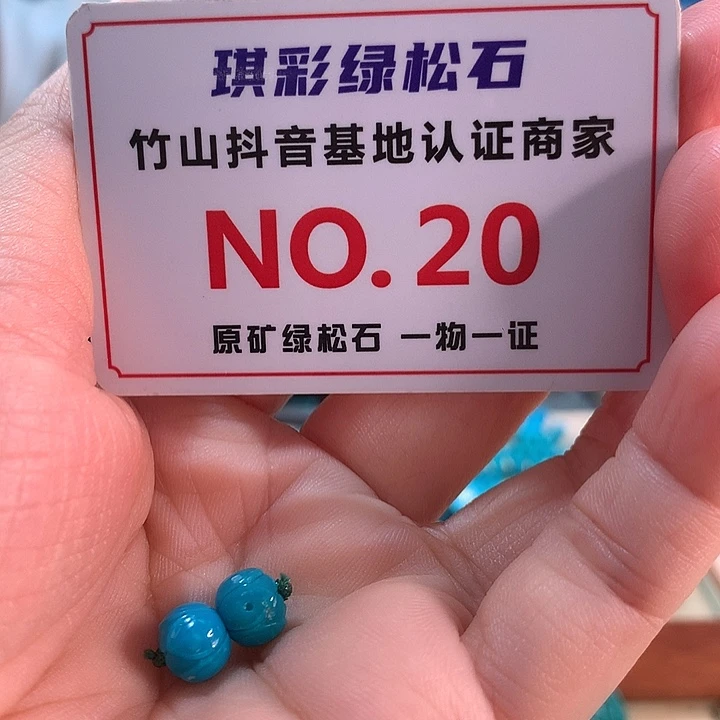 琪彩绿松石
竹山抖音基地认证商家
NO. 20
原矿绿松石 一物一证